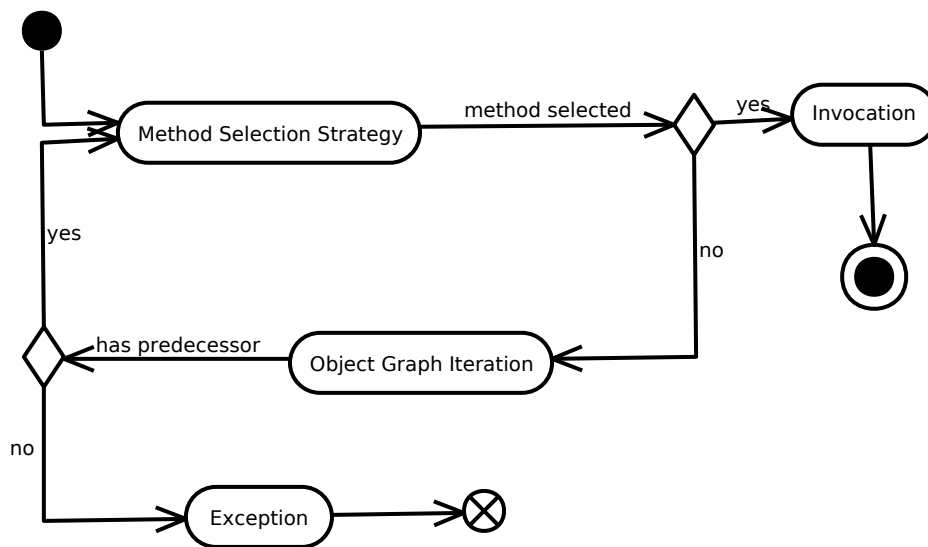 method selected
yes
Invocation
Method Selection Strategy
yes
no
has predecessor
Object Graph Iteration
no
Exception